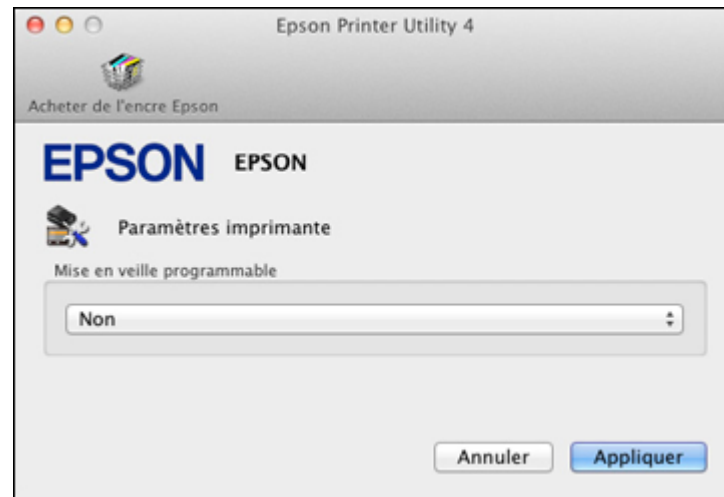 Epson Printer Utility 4
Acheter de l'encre Epson
EPSON EPSON
Paramètres imprimante
Mise en veille programmable
Non
Annuler Appliquer